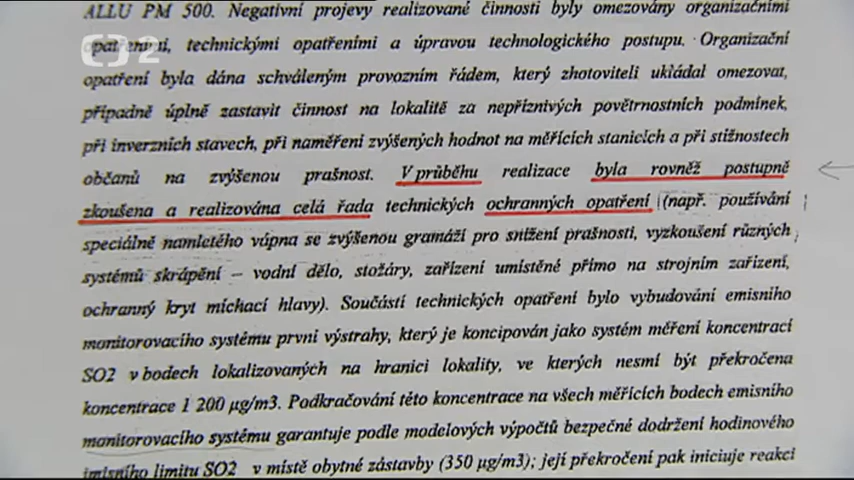 ALLU PM 500. Negativní projevy realizované činnosti byly omezovány organizačními
opatřeními, technickými opatřeními a úpravou technologického postupu. Organizační
opatření byla dána schváleným provozním řádem, který zhotoviteli ukládal omezovat,
případně úplně zastavit činnost na lokalitě za nepříznivých povětrnostních podmínek,
při inverzních stavech, při naměření zvýšených hodnot na měřících stanicích a při stížnostech
občanů na zvýšenou prašnost. V průběhu realizace byla rovněž postupně
zkoušena a realizována celá řada technických ochranných opatření (např. používání
speciálně namletého vápna se zvýšenou gramáží pro snížení prašnosti, vyzkoušení různých
systémů skrápění – vodní dělo, stožáry, zařízení umístěné přímo na strojním zařízení,
ochranný kryt míchací hlavy). Součástí technických opatření bylo vybudování emisního
monitorovacího systému první výstrahy, který je koncipován jako systém měření koncentrací
SO2 v bodech lokalizovaných na hranici lokality, ve kterých nesmí být překročena
koncentrace 1 200 µg/m3. Podkračování této koncentrace na všech měřících bodech emisního
monitorovacího systému garantuje podle modelových výpočtů bezpečné dodržení hodinového
imisního limitu SO2 v místě obytné zástavby (350 µg/m3); její překročení pak iniciuje reakci
2